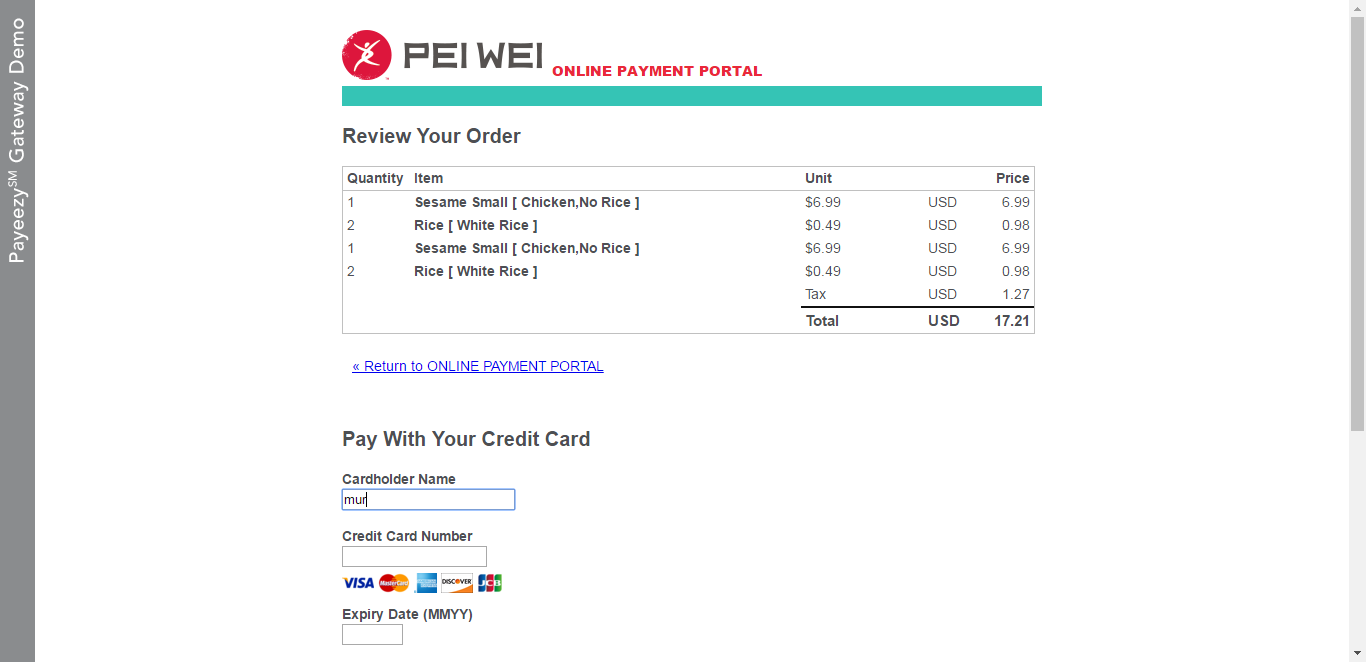 Payeezy℠ Gateway Demo
PEI WEI ONLINE PAYMENT PORTAL
Review Your Order
Quantity Item Unit Price
1 Sesame Small [ Chicken,No Rice ] $6.99 USD 6.99
2 Rice [ White Rice ] $0.49 USD 0.98
1 Sesame Small [ Chicken,No Rice ] $6.99 USD 6.99
2 Rice [ White Rice ] $0.49 USD 0.98
Tax USD 1.27
Total USD 17.21
« Return to ONLINE PAYMENT PORTAL
Pay With Your Credit Card
Cardholder Name
mur
Credit Card Number
VISA MasterCard DISCOVER JCB
Expiry Date (MMYY)